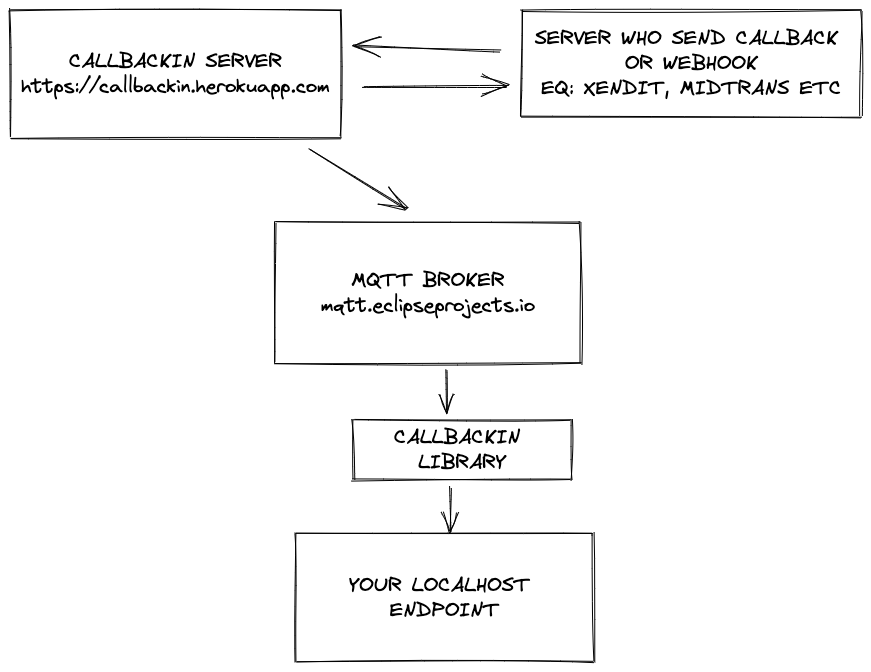 CALLBACKIN SERVER
https://callbackin.herokuapp.com
SERVER WHO SEND CALLBACK
OR WEBHOOK
EQ: XENDIT, MIDTRANS ETC
MQTT BROKER
mqtt.eclipseprojects.io
CALLBACKIN
LIBRARY
YOUR LOCALHOST
ENDPOINT